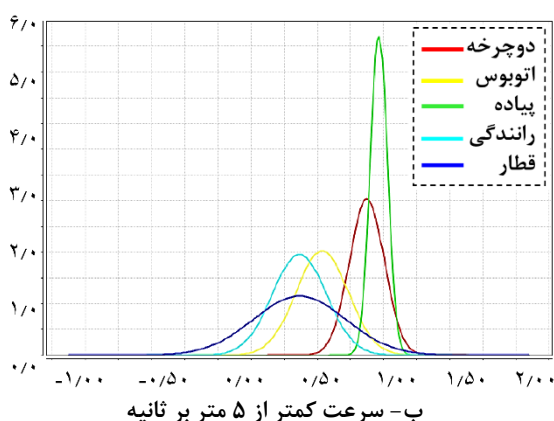 ۶/۰
۵/۰
۴/۰
۳/۰
۲/۰
۱/۰
۰/۰
دوچرخه
اتوبوس
پیاده
رانندگی
قطار
-۱/۰۰ -۰/۵۰ ۰/۰۰ ۰/۵۰ ۱/۰۰ ۱/۵۰ ۲/۰۰
ب- سرعت کمتر از ۵ متر بر ثانیه